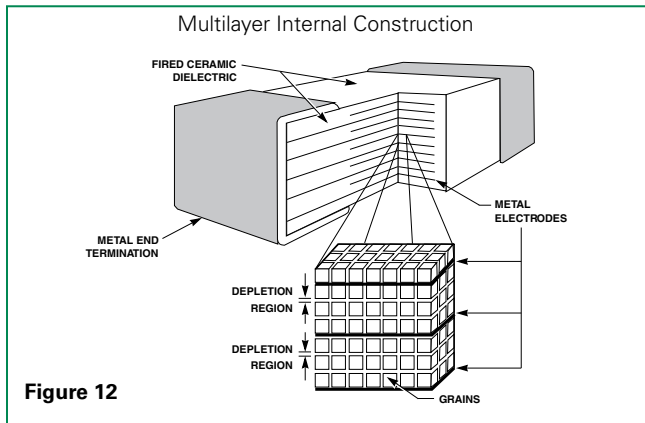 Multilayer Internal Construction
FIRED CERAMIC
DIELECTRIC
METAL END
TERMINATION
METAL
ELECTRODES
DEPLETION
REGION
DEPLETION
REGION
GRAINS
Figure 12